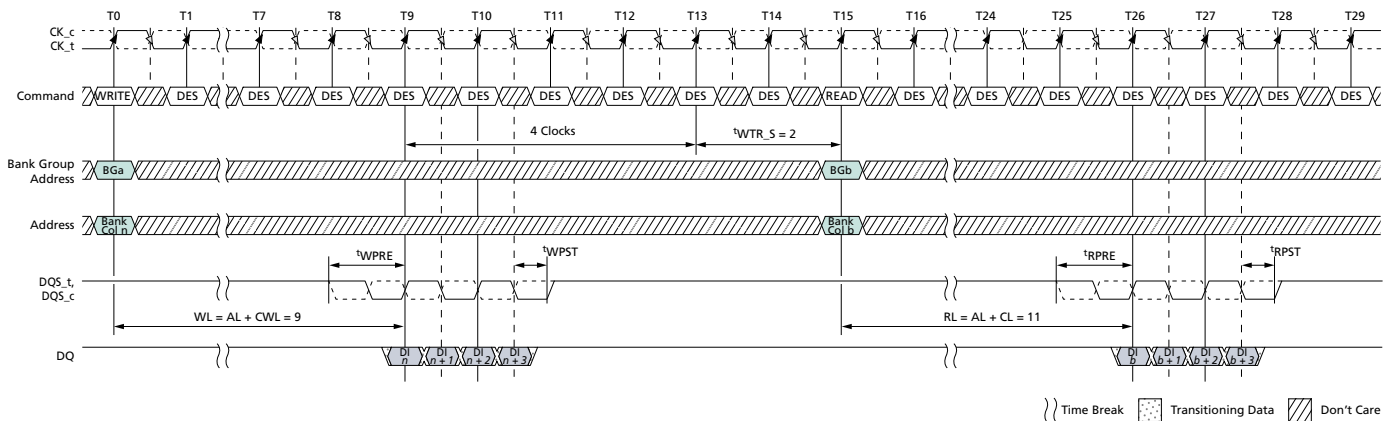 T0 T1 T7 T8 T9 T10 T11 T12 T13 T14 T15 T16 T24 T25 T26 T27 T28 T29
CK_c
CK_t
Command WRITE DES DES DES DES DES DES DES DES DES READ DES DES DES DES DES DES DES
4 Clocks tWTR_S = 2
Bank Group
Address BGa BGb
Address Bank Col n Bank Col b
tWPRE tWPST tRPRE tRPST
DQS_t,
DQS_c
WL = AL + CWL = 9 RL = AL + CL = 11
DQ DI n DI n + 1 DI n + 2 DI n + 3 DI b DI b + 1 DI b + 2 DI b + 3
Time Break Transitioning Data Don't Care